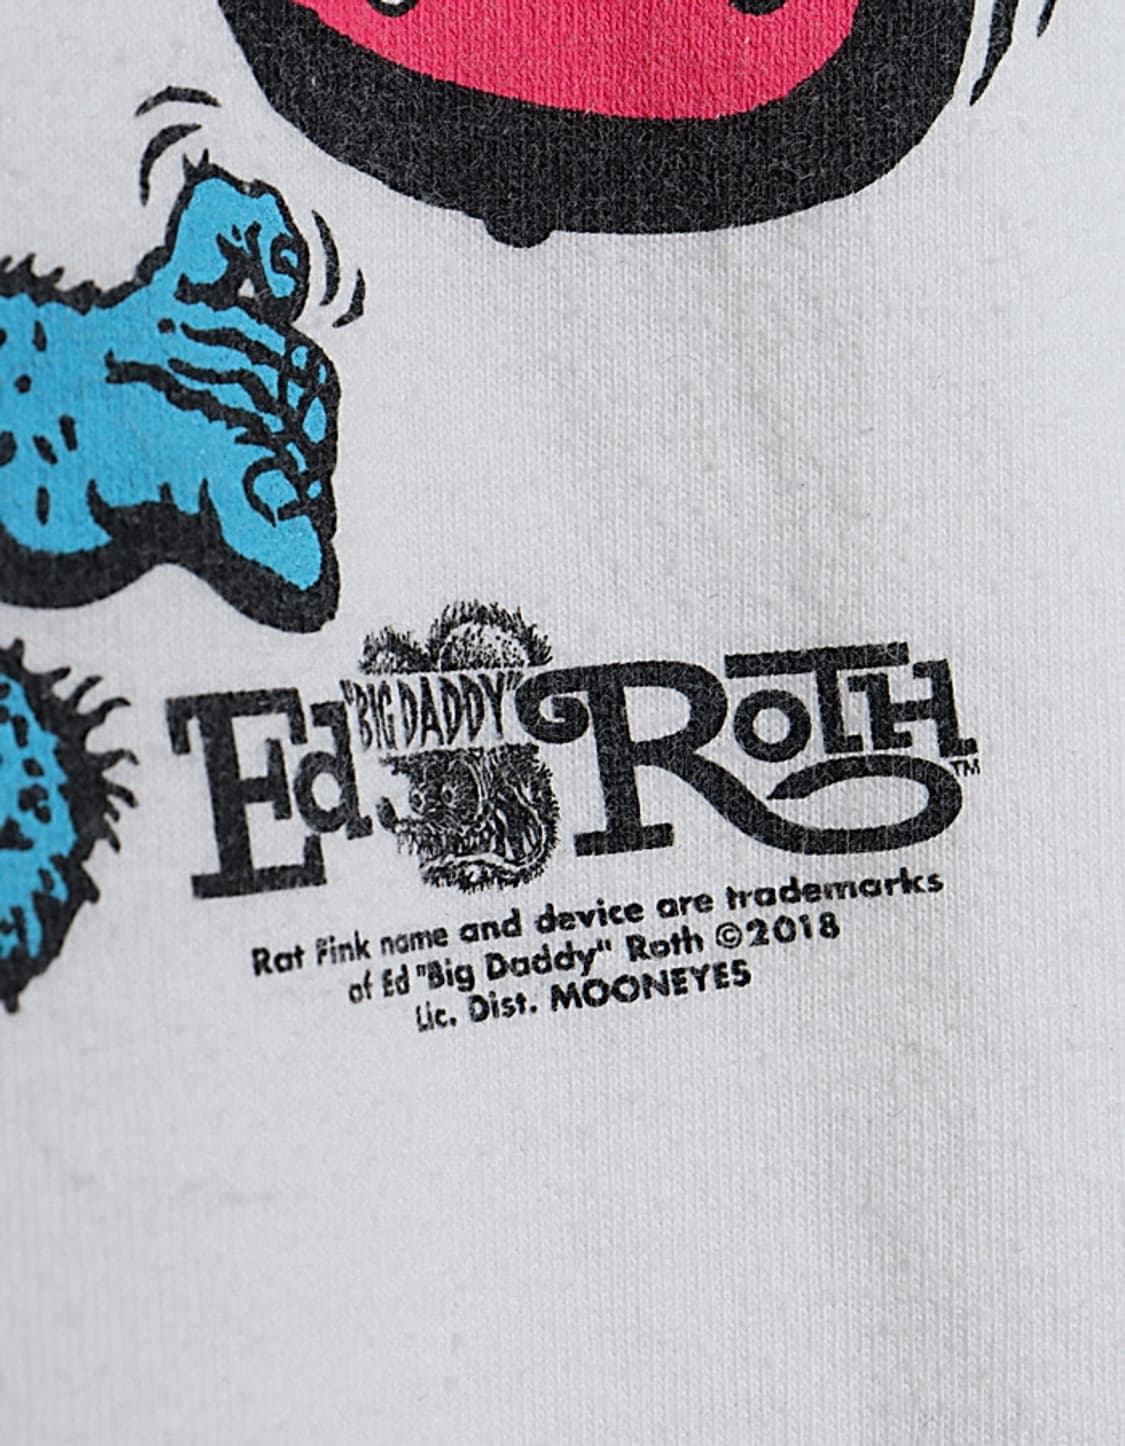 Ed "BIG DADDY" ROTH™
Rat Fink name and device are trademarks
of Ed "Big Daddy" Roth ©2018
Lic. Dist. MOONEYES